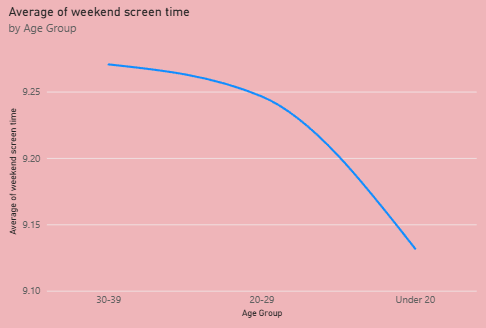 Average of weekend screen time
by Age Group
Average of weekend screen time
9.25
9.20
9.15
9.10
30-39
20-29
Under 20
Age Group